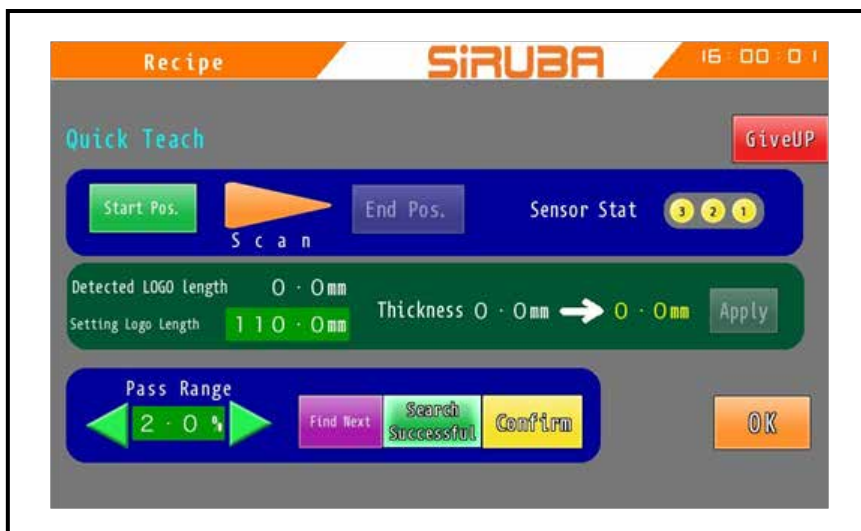 Recipe
SiRUBA
16:00:01
Quick Teach
GiveUP
Start Pos.
Scan
End Pos.
Sensor Stat
3 2 1
Detected LOGO length 0.0mm
Setting Logo Length 110.0mm
Thickness 0.0mm 0.0mm
Apply
Pass Range
2.0 %
Find Next
Search
Successful
Confirm
OK